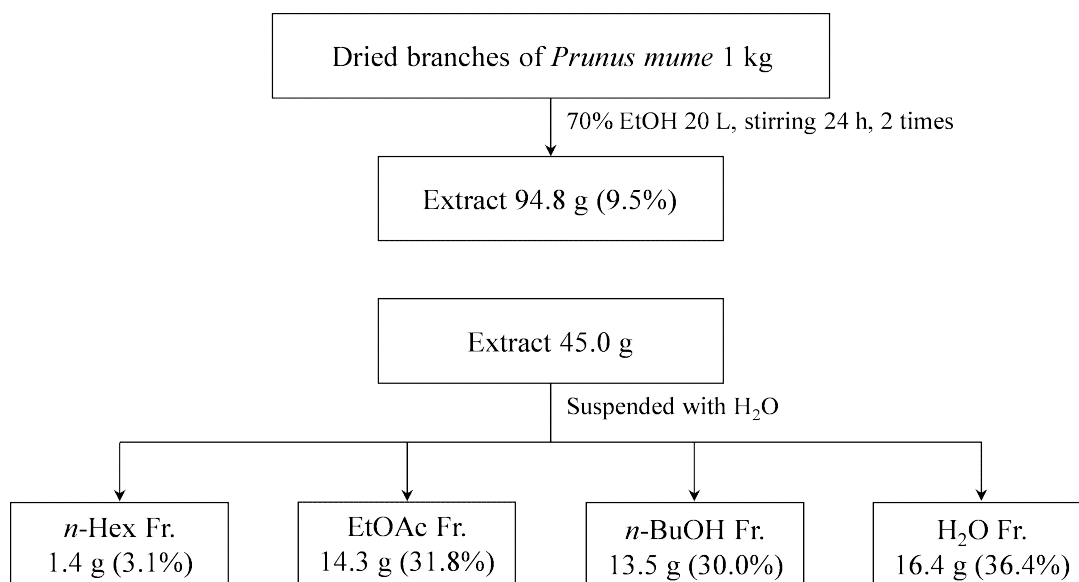 Dried branches of Prunus mume 1 kg
70% EtOH 20 L, stirring 24 h, 2 times
Extract 94.8 g (9.5%)
Extract 45.0 g
Suspended with H₂O
n-Hex Fr.
1.4 g (3.1%)
EtOAc Fr.
14.3 g (31.8%)
n-BuOH Fr.
13.5 g (30.0%)
H₂O Fr.
16.4 g (36.4%)